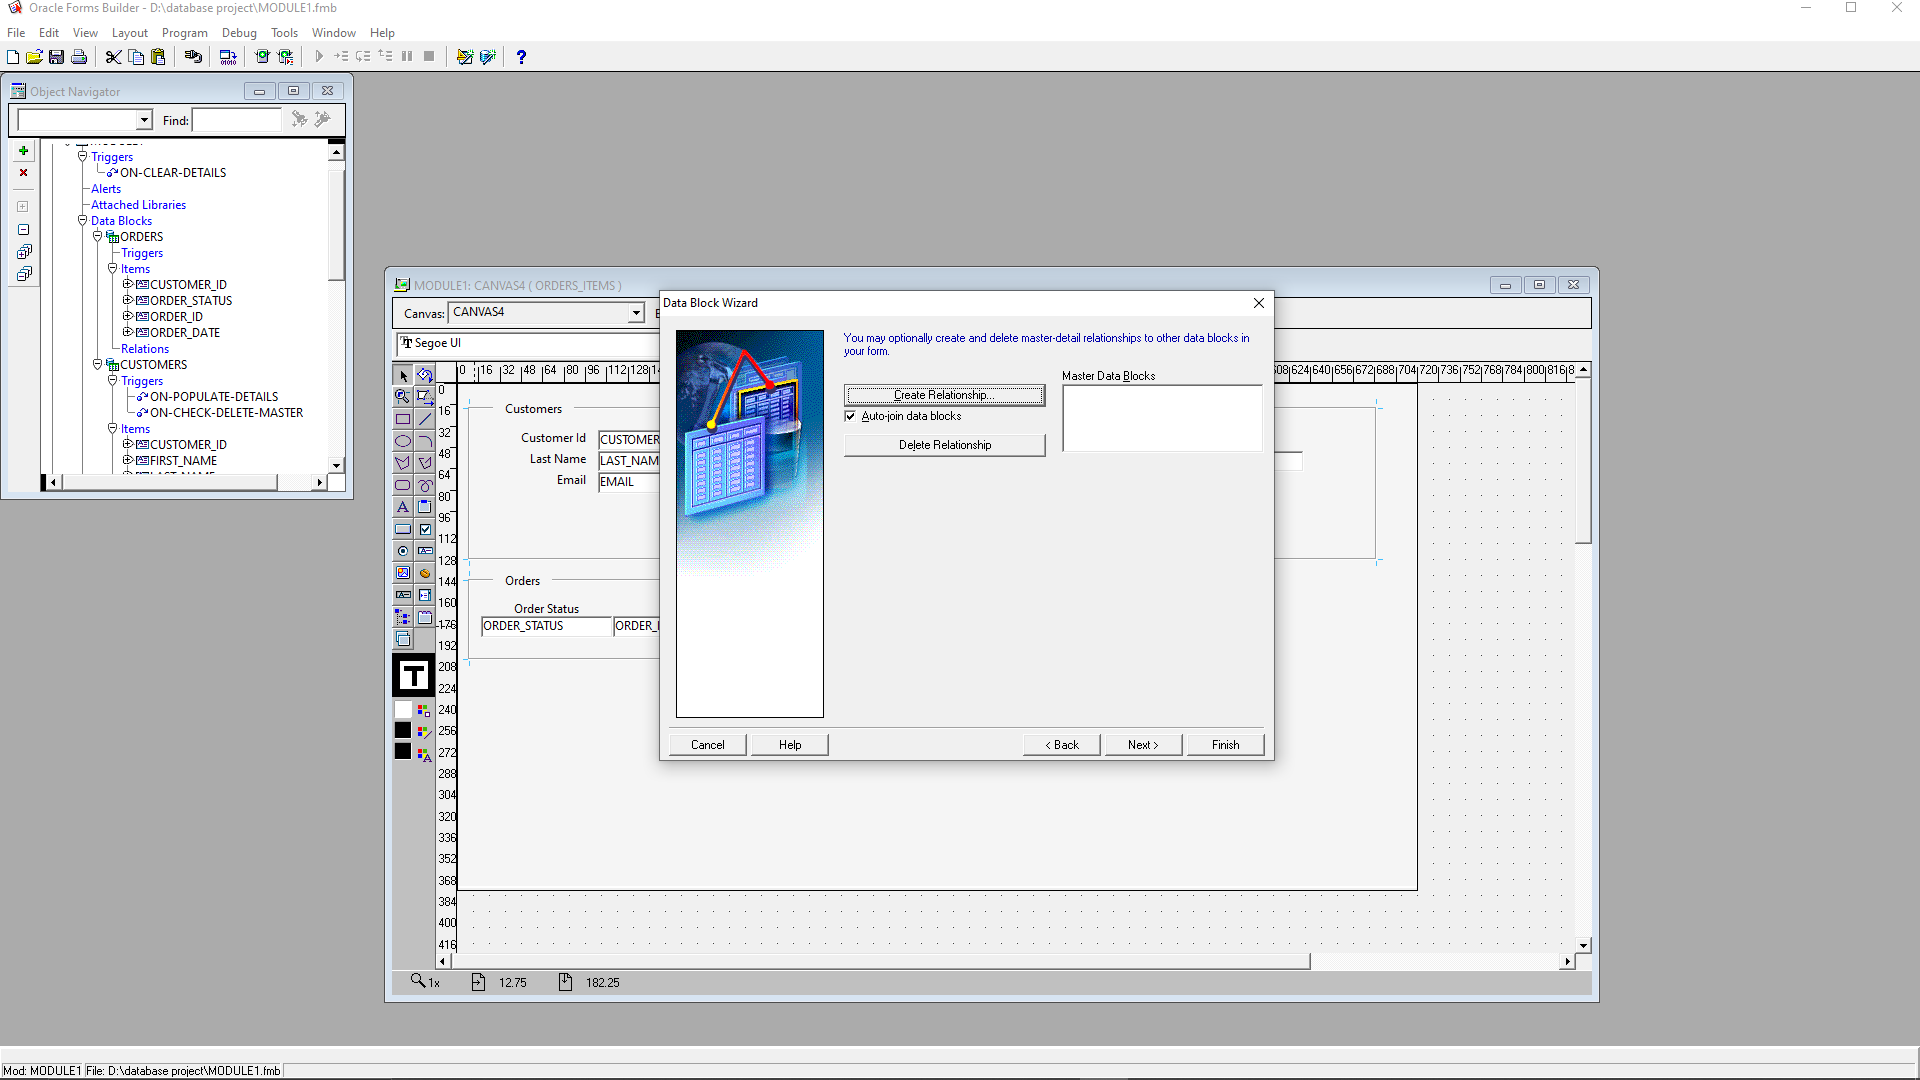 Oracle Forms Builder - D:\database project\MODULE1.fmb
File Edit View Layout Program Debug Tools Window Help
Object Navigator
Find:
Triggers
ON-CLEAR-DETAILS
Alerts
Attached Libraries
Data Blocks
ORDERS
Triggers
Items
CUSTOMER_ID
ORDER_STATUS
ORDER_ID
ORDER_DATE
Relations
CUSTOMERS
Triggers
ON-POPULATE-DETAILS
ON-CHECK-DELETE-MASTER
Items
CUSTOMER_ID
FIRST_NAME
MODULE1: CANVAS4 ( ORDERS_ITEMS )
Canvas: CANVAS4
Segoe UI
0 16 32 48 64 80 96 112 128
624 640 656 672 688 704 720 736 752 768 784 800 816
0
16
32
48
64
80
96
112
128
144
160
176
192
208
224
240
256
272
288
304
320
336
352
368
384
400
416
Customers
Customer Id CUSTOMER
Last Name LAST_NAM
Email EMAIL
Orders
Order Status
ORDER_STATUS ORDER_
1x 12.75 182.25
Data Block Wizard
You may optionally create and delete master-detail relationships to other data blocks in
your form.
Master Data Blocks
Create Relationship...
Auto-join data blocks
Delete Relationship
Cancel Help < Back Next > Finish
Mod: MODULE1 File: D:\database project\MODULE1.fmb